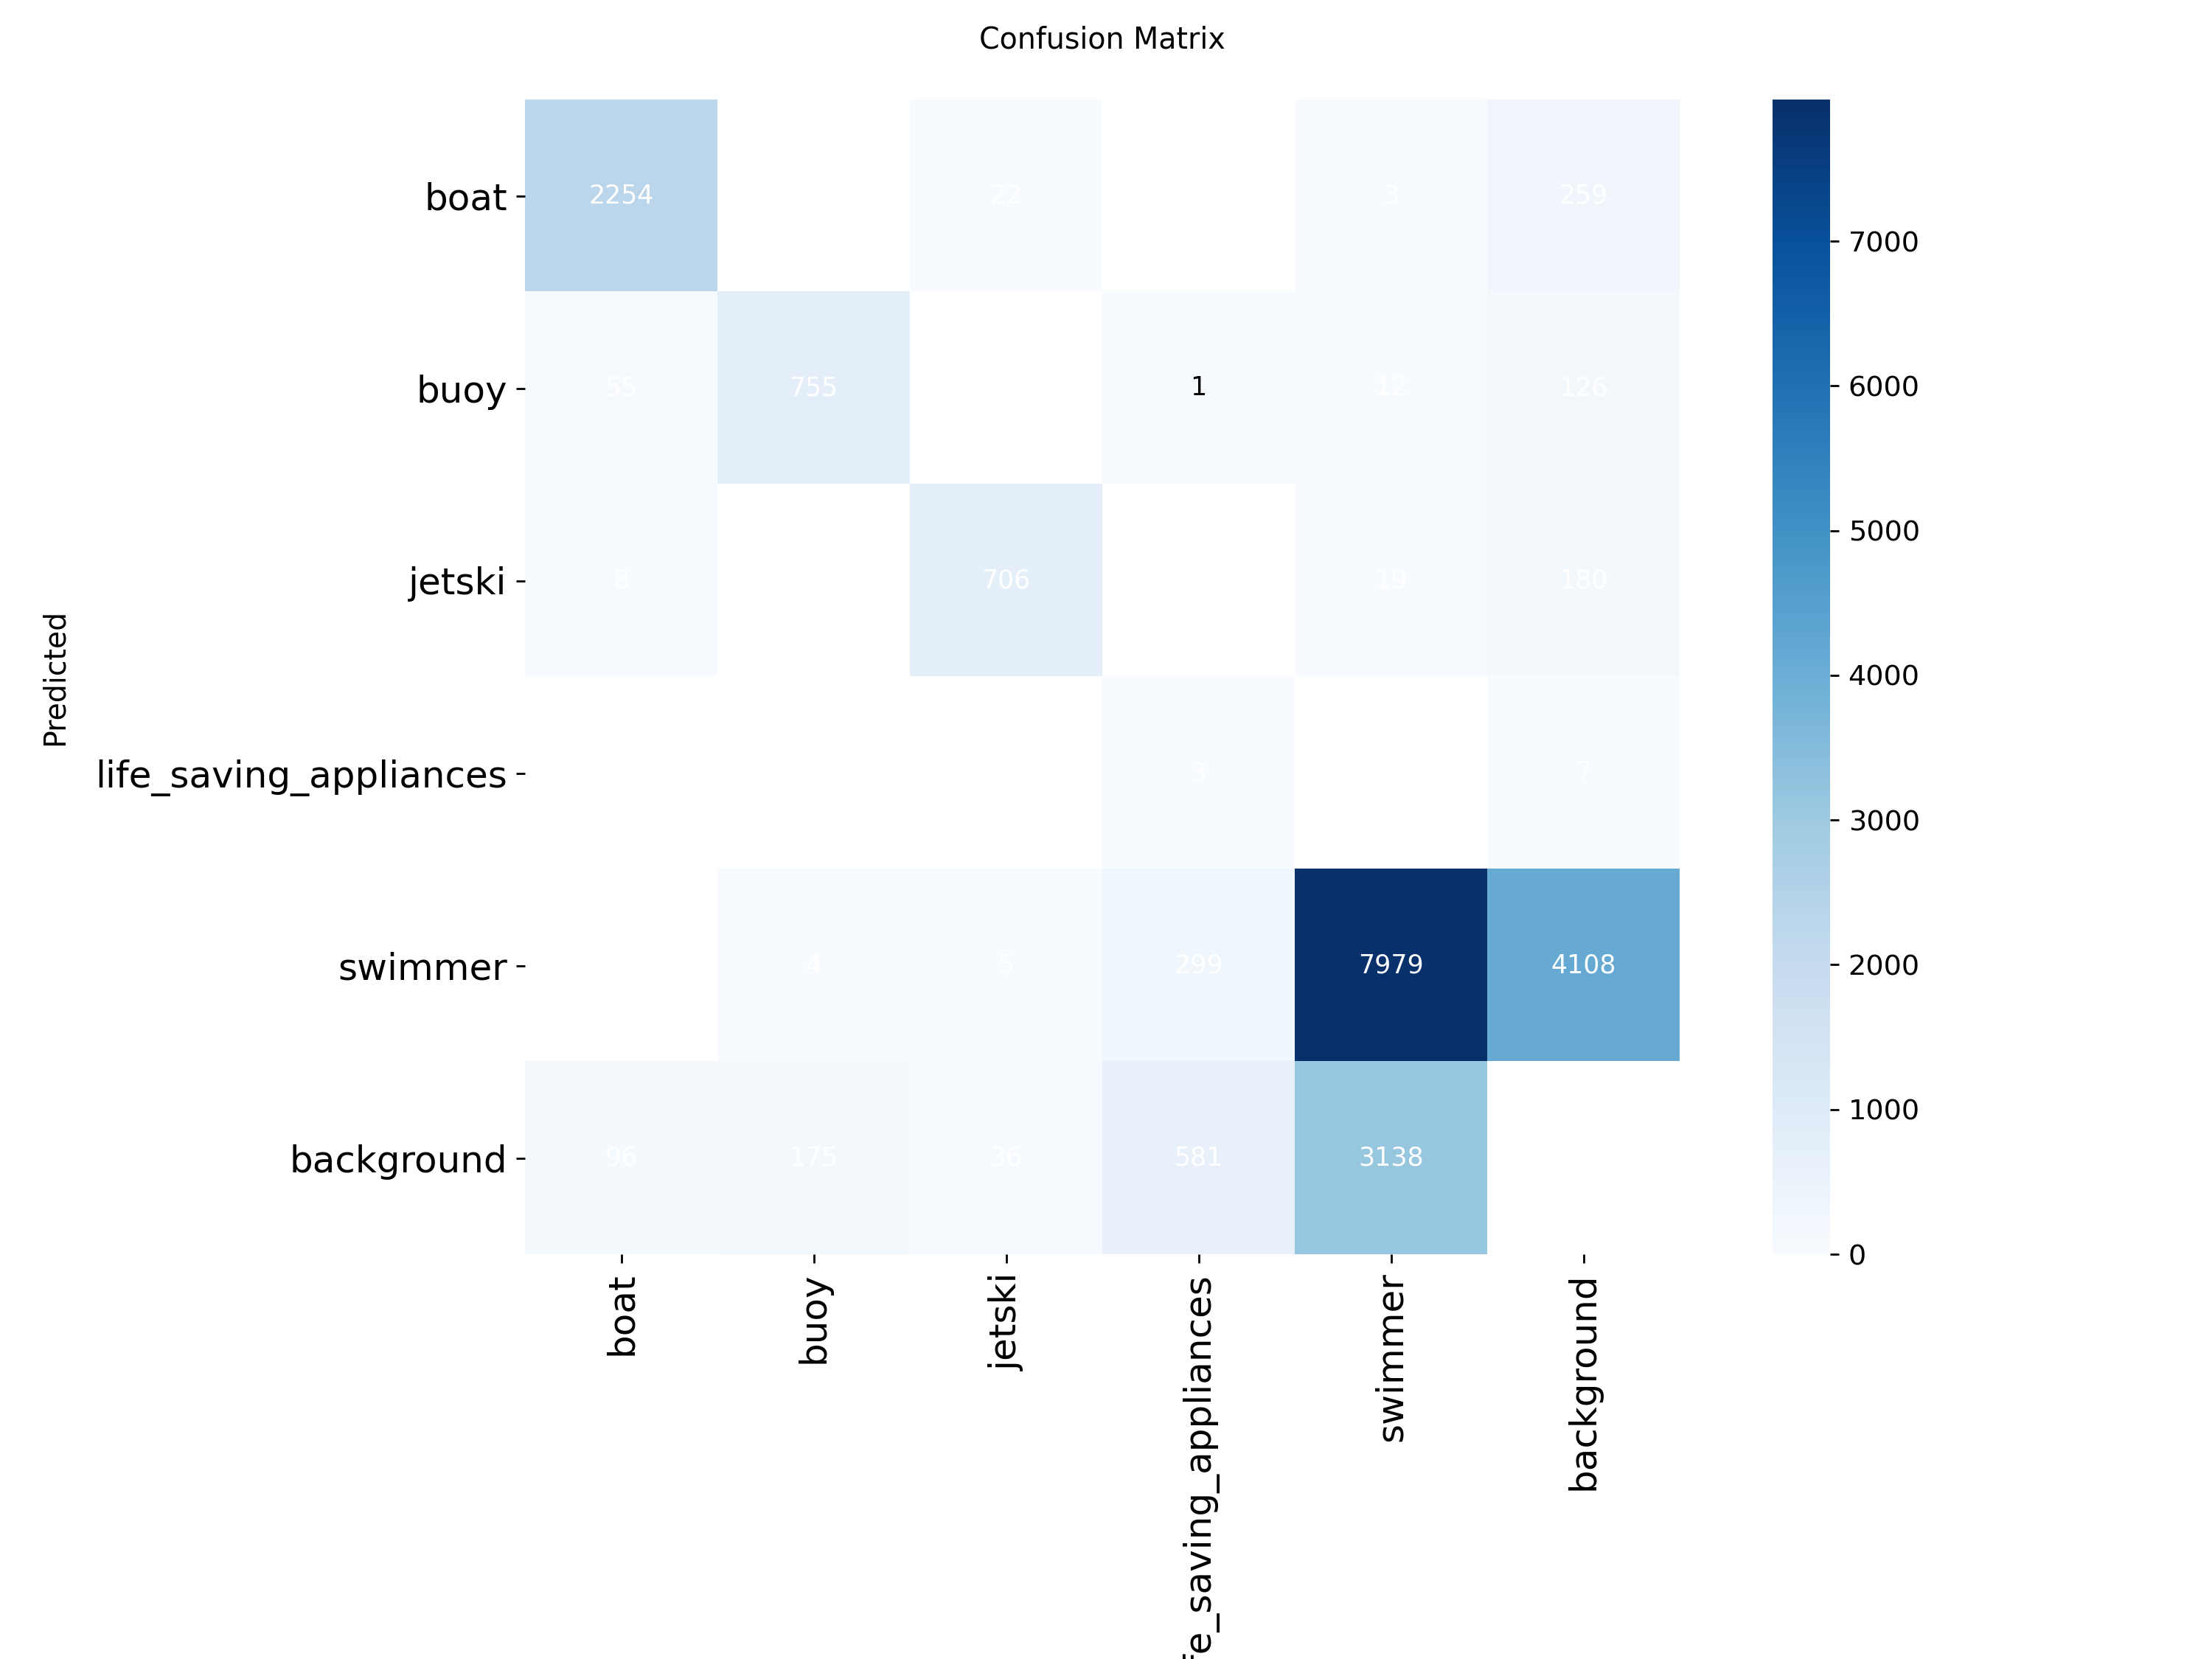 Confusion Matrix
boat
2254
22
3
259
buoy
55
755
1
12
126
jetski
8
706
19
180
life_saving_appliances
3
7
swimmer
4
5
299
7979
4108
background
96
175
36
581
3138
Predicted
boat
buoy
jetski
fe_saving_appliances
swimmer
background
7000
6000
5000
4000
3000
2000
1000
0